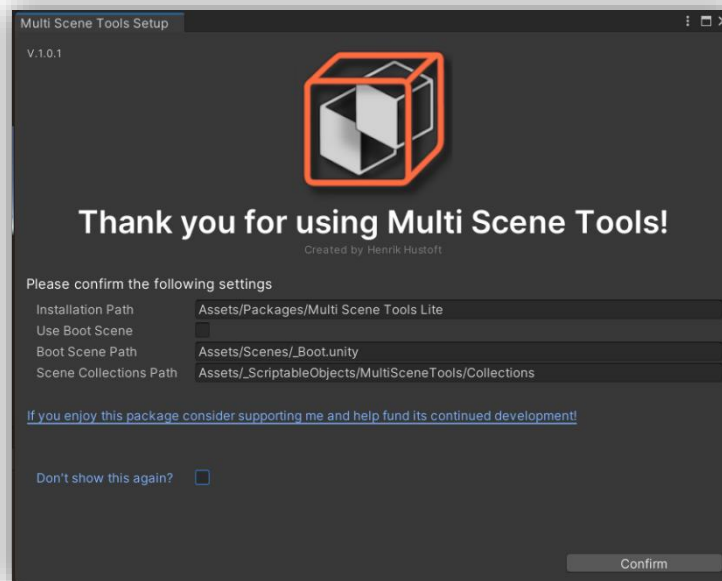 Multi Scene Tools Setup
V.1.0.1
Thank you for using Multi Scene Tools!
Created by Henrik Hustoft
Please confirm the following settings
Installation Path Assets/Packages/Multi Scene Tools Lite
Use Boot Scene
Boot Scene Path Assets/Scenes/_Boot.unity
Scene Collections Path Assets/_ScriptableObjects/MultiSceneTools/Collections
If you enjoy this package consider supporting me and help fund its continued development!
Don't show this again?
Confirm